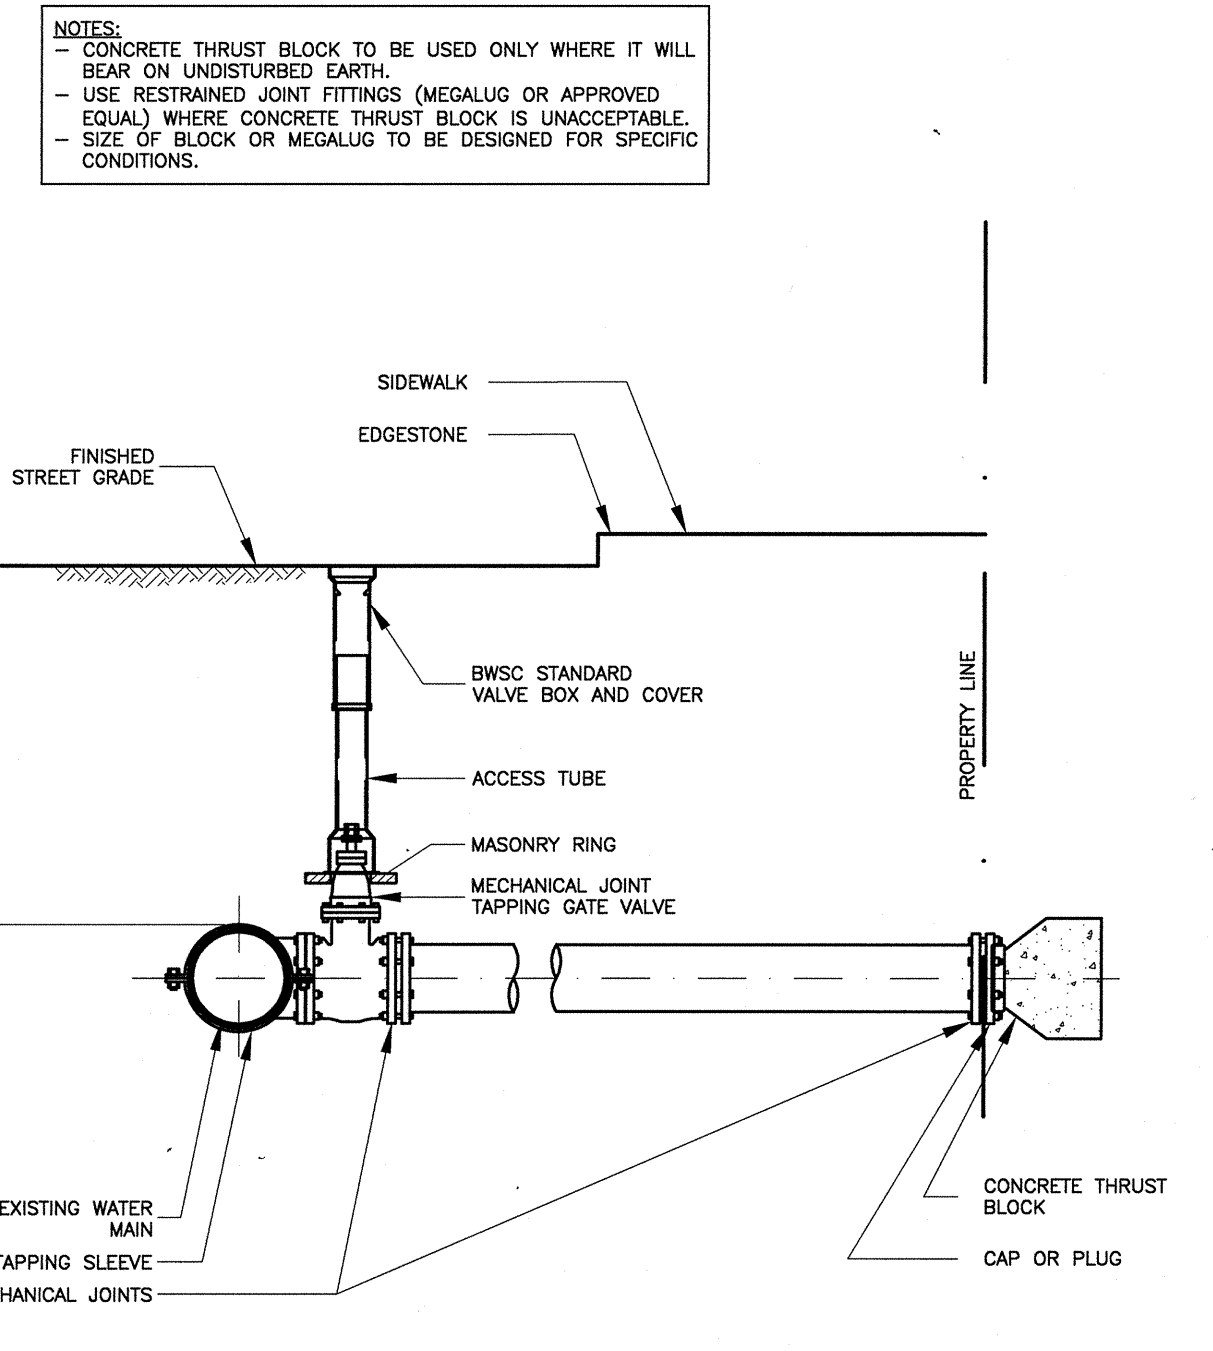 NOTES:
– CONCRETE THRUST BLOCK TO BE USED ONLY WHERE IT WILL
BEAR ON UNDISTURBED EARTH.
– USE RESTRAINED JOINT FITTINGS (MEGALUG OR APPROVED
EQUAL) WHERE CONCRETE THRUST BLOCK IS UNACCEPTABLE.
– SIZE OF BLOCK OR MEGALUG TO BE DESIGNED FOR SPECIFIC
CONDITIONS.
SIDEWALK
EDGESTONE
FINISHED
STREET GRADE
BWSC STANDARD
VALVE BOX AND COVER
PROPERTY LINE
ACCESS TUBE
MASONRY RING
MECHANICAL JOINT
TAPPING GATE VALVE
EXISTING WATER
MAIN
TAPPING SLEEVE
HANICAL JOINTS
CONCRETE THRUST
BLOCK
CAP OR PLUG